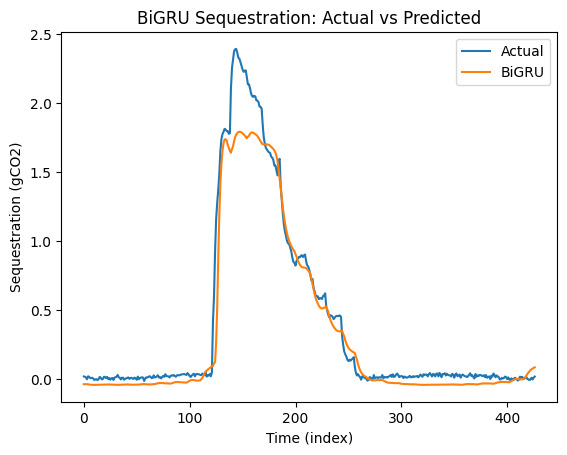 BiGRU Sequestration: Actual vs Predicted
Actual
BiGRU
Sequestration (gCO2)
2.5
2.0
1.5
1.0
0.5
0.0
0 100 200 300 400
Time (index)